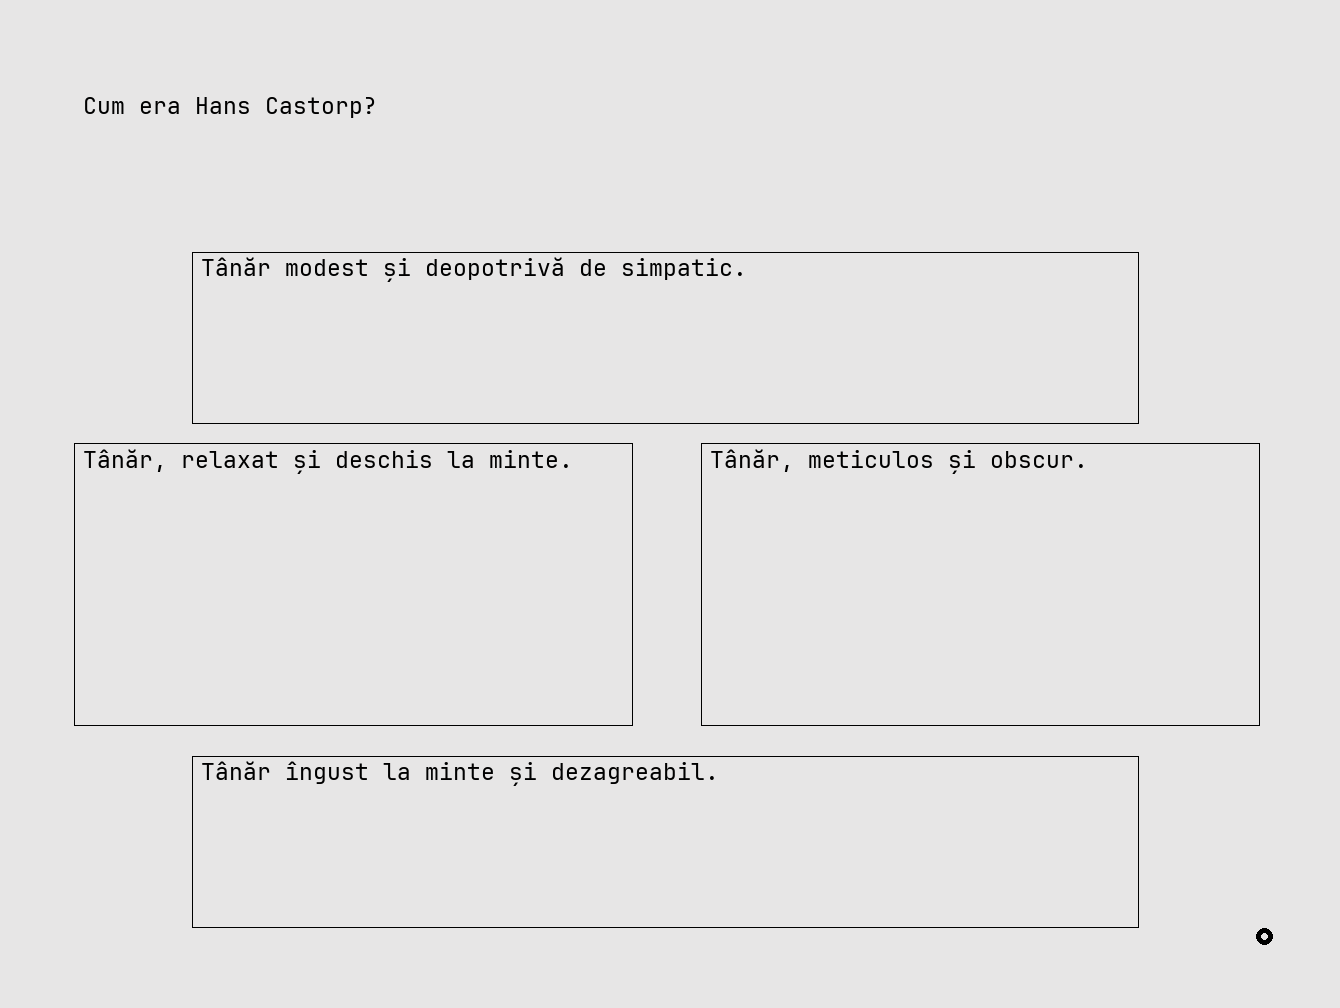 Cum era Hans Castorp?
Tânăr modest și deopotrivă de simpatic.
Tânăr, relaxat și deschis la minte.
Tânăr, meticulos și obscur.
Tânăr îngust la minte și dezagreabil.